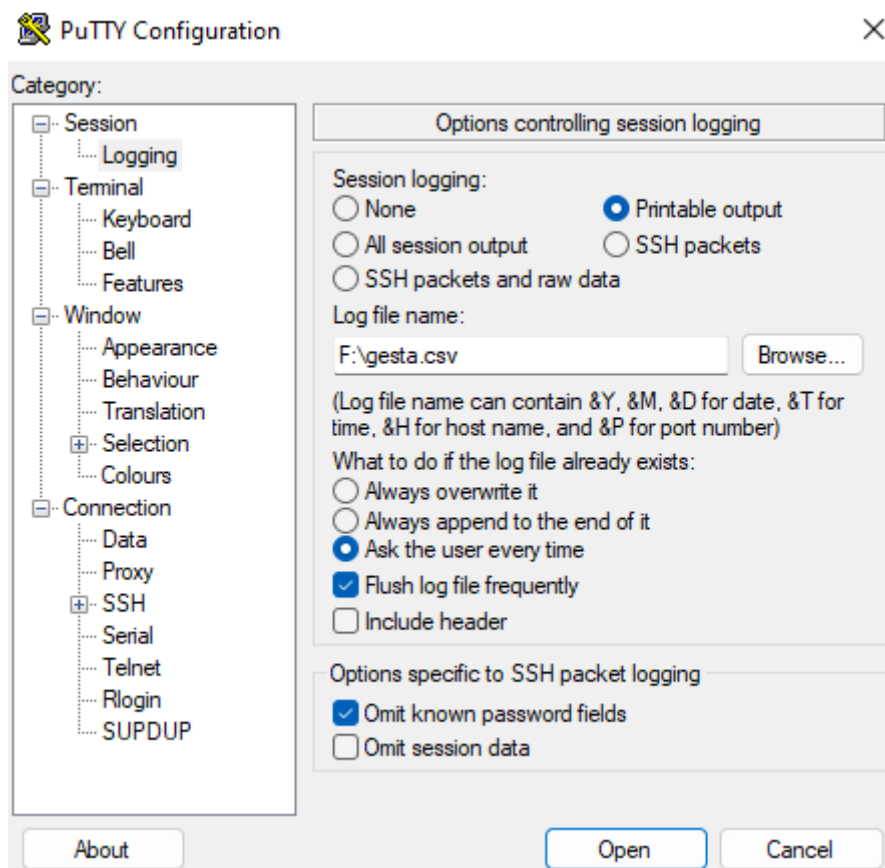 PuTTY Configuration
Category:
Session
Logging
Terminal
Keyboard
Bell
Features
Window
Appearance
Behaviour
Translation
Selection
Colours
Connection
Data
Proxy
SSH
Serial
Telnet
Rlogin
SUPDUP
Options controlling session logging
Session logging:
None
Printable output
All session output
SSH packets
SSH packets and raw data
Log file name:
F:\gesta.csv
Browse...
(Log file name can contain &Y, &M, &D for date, &T for
time, &H for host name, and &P for port number)
What to do if the log file already exists:
Always overwrite it
Always append to the end of it
Ask the user every time
Flush log file frequently
Include header
Options specific to SSH packet logging
Omit known password fields
Omit session data
About
Open
Cancel